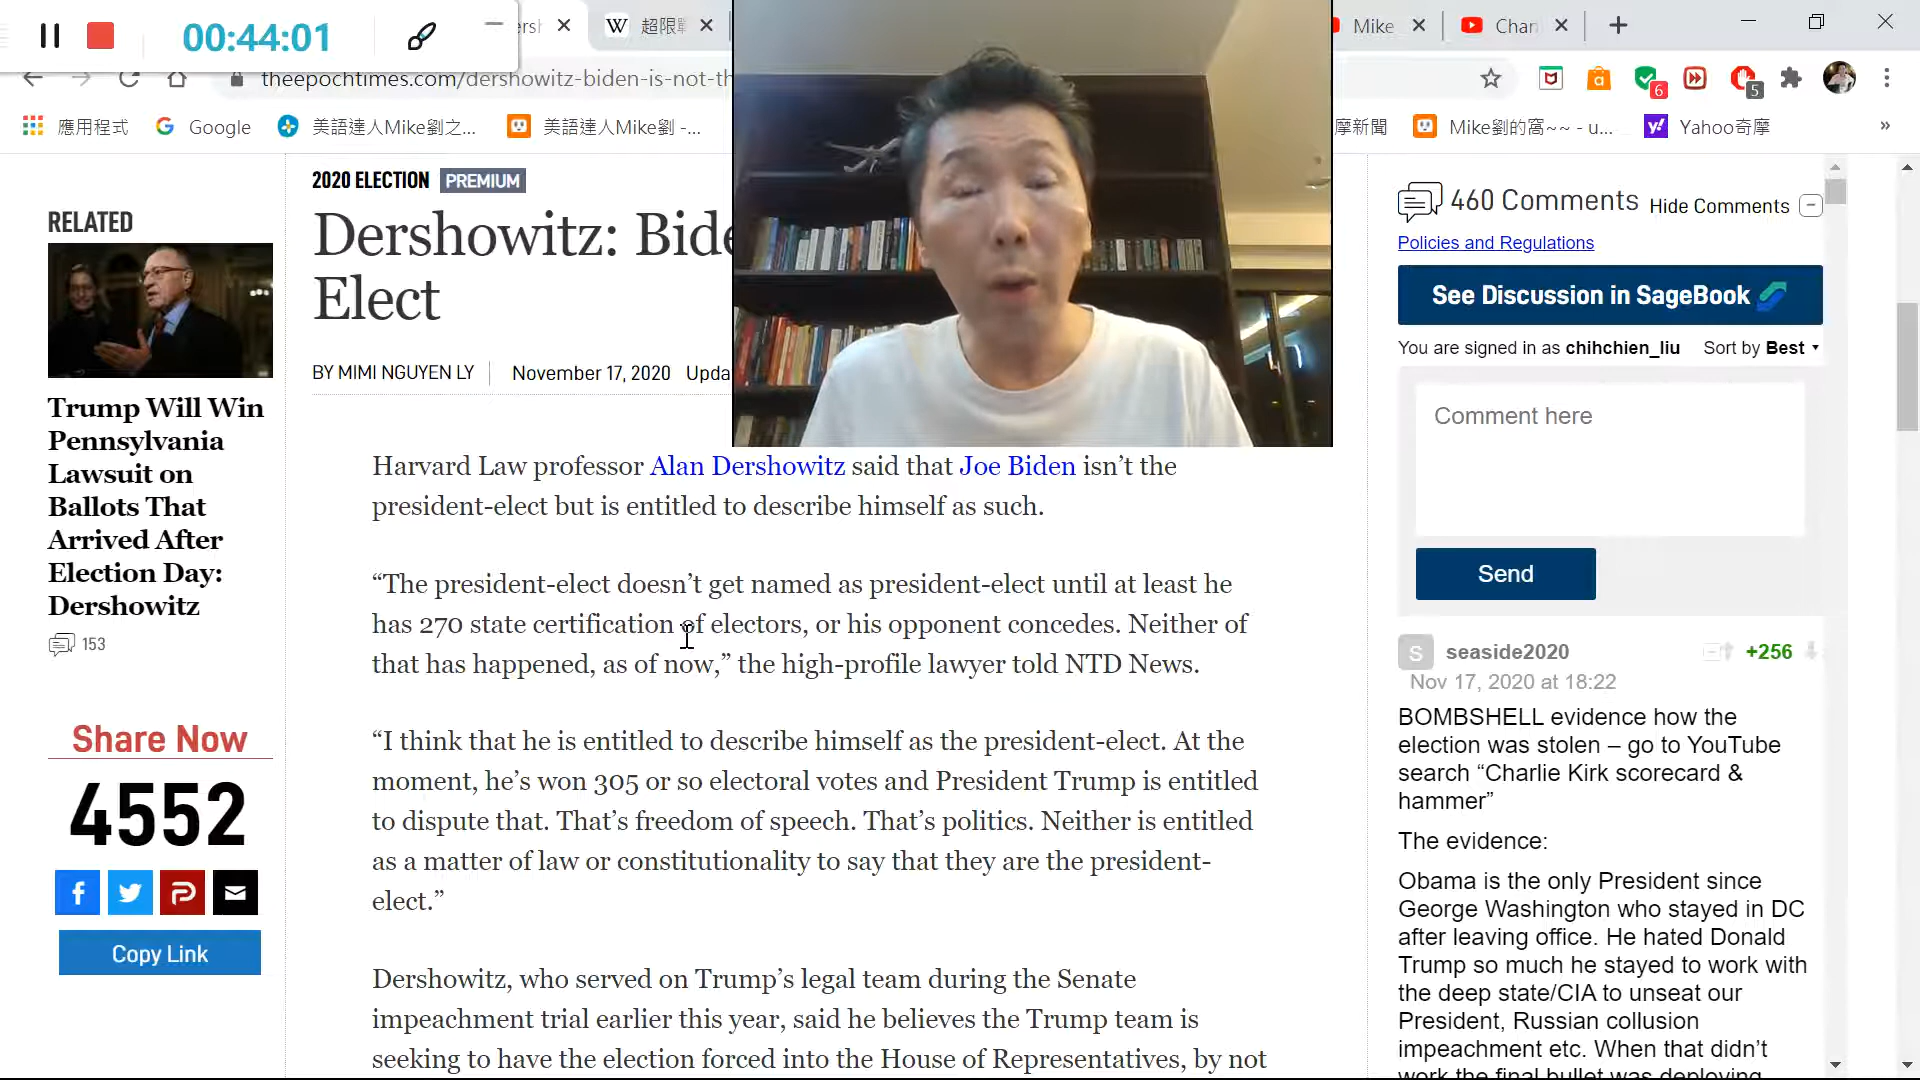 00:44:01
超限
Mike
Chan
theepochtimes.com/dershowitz-biden-is-not-th
6
5
應用程式
Google
美語達人Mike劉之...
美語達人Mike劉 -...
摩新聞
Mike劉的窩~~ - u...
Yahoo奇摩
»
RELATED
Trump Will Win
Pennsylvania
Lawsuit on
Ballots That
Arrived After
Election Day:
Dershowitz
153
Share Now
4552
Copy Link
2020 ELECTION PREMIUM
Dershowitz: Bide
Elect
BY MIMI NGUYEN LY
November 17, 2020 Upda
Harvard Law professor Alan Dershowitz said that Joe Biden isn’t the
president-elect but is entitled to describe himself as such.
“The president-elect doesn’t get named as president-elect until at least he
has 270 state certification of electors, or his opponent concedes. Neither of
that has happened, as of now,” the high-profile lawyer told NTD News.
“I think that he is entitled to describe himself as the president-elect. At the
moment, he’s won 305 or so electoral votes and President Trump is entitled
to dispute that. That’s freedom of speech. That’s politics. Neither is entitled
as a matter of law or constitutionality to say that they are the president-
elect.”
Dershowitz, who served on Trump’s legal team during the Senate
impeachment trial earlier this year, said he believes the Trump team is
seeking to have the election forced into the House of Representatives, by not
460 Comments Hide Comments
Policies and Regulations
See Discussion in SageBook
You are signed in as chihchien_liu Sort by Best
Comment here
Send
S
seaside2020
+256
Nov 17, 2020 at 18:22
BOMBSHELL evidence how the
election was stolen – go to YouTube
search “Charlie Kirk scorecard &
hammer”
The evidence:
Obama is the only President since
George Washington who stayed in DC
after leaving office. He hated Donald
Trump so much he stayed to work with
the deep state/CIA to unseat our
President, Russian collusion
impeachment etc. When that didn’t
work the final bullet was deploying